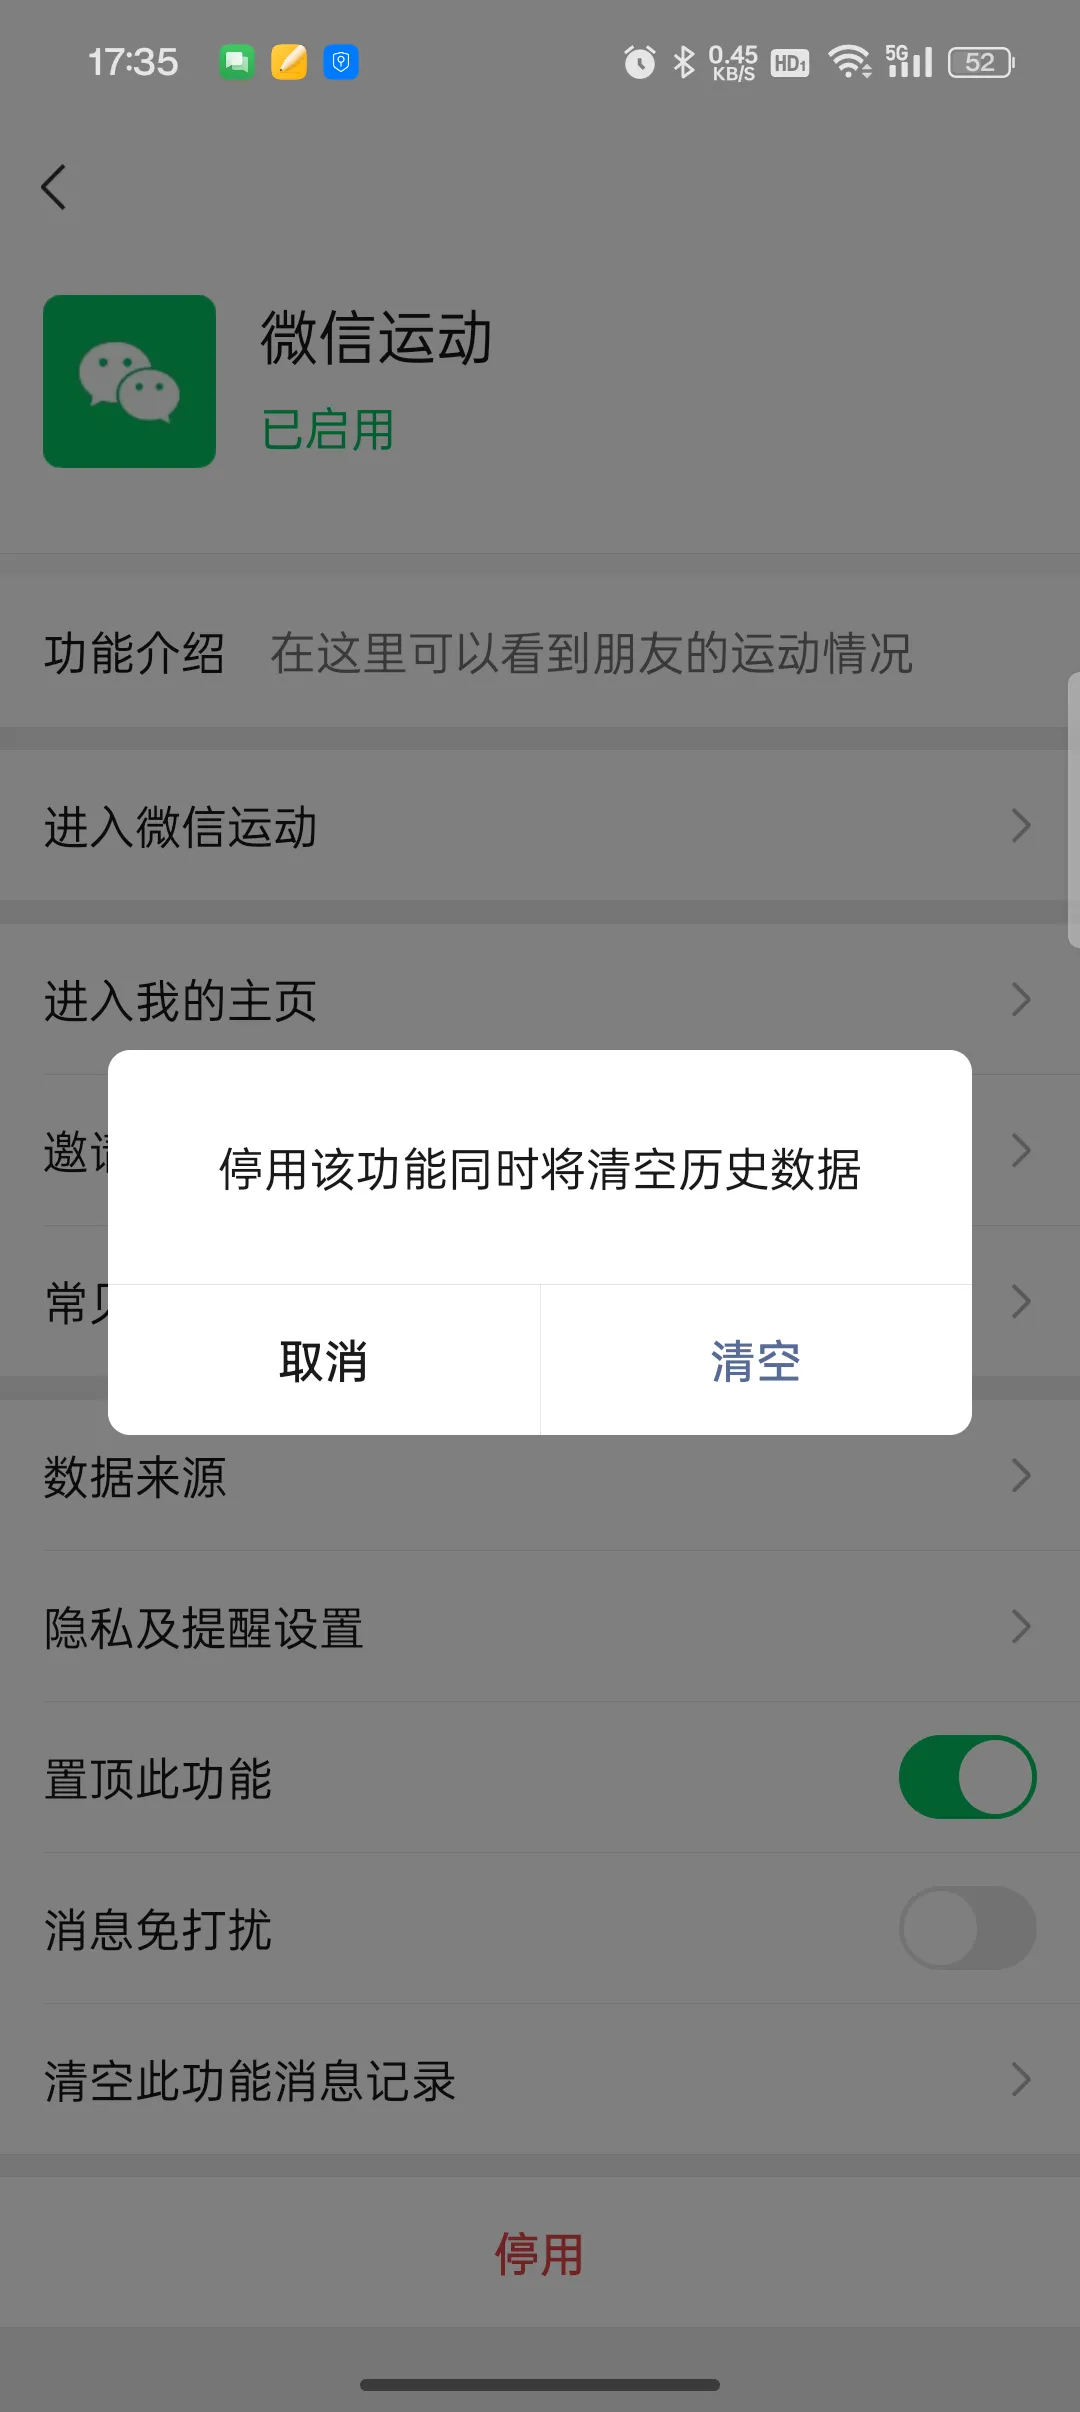 17:35 0.45 KB/S HD1 5G 52
微信运动
已启用
功能介绍 在这里可以看到朋友的运动情况
进入微信运动
进入我的主页
邀
停用该功能同时将清空历史数据
常
取消 清空
数据来源
隐私及提醒设置
置顶此功能
消息免打扰
清空此功能消息记录
停用